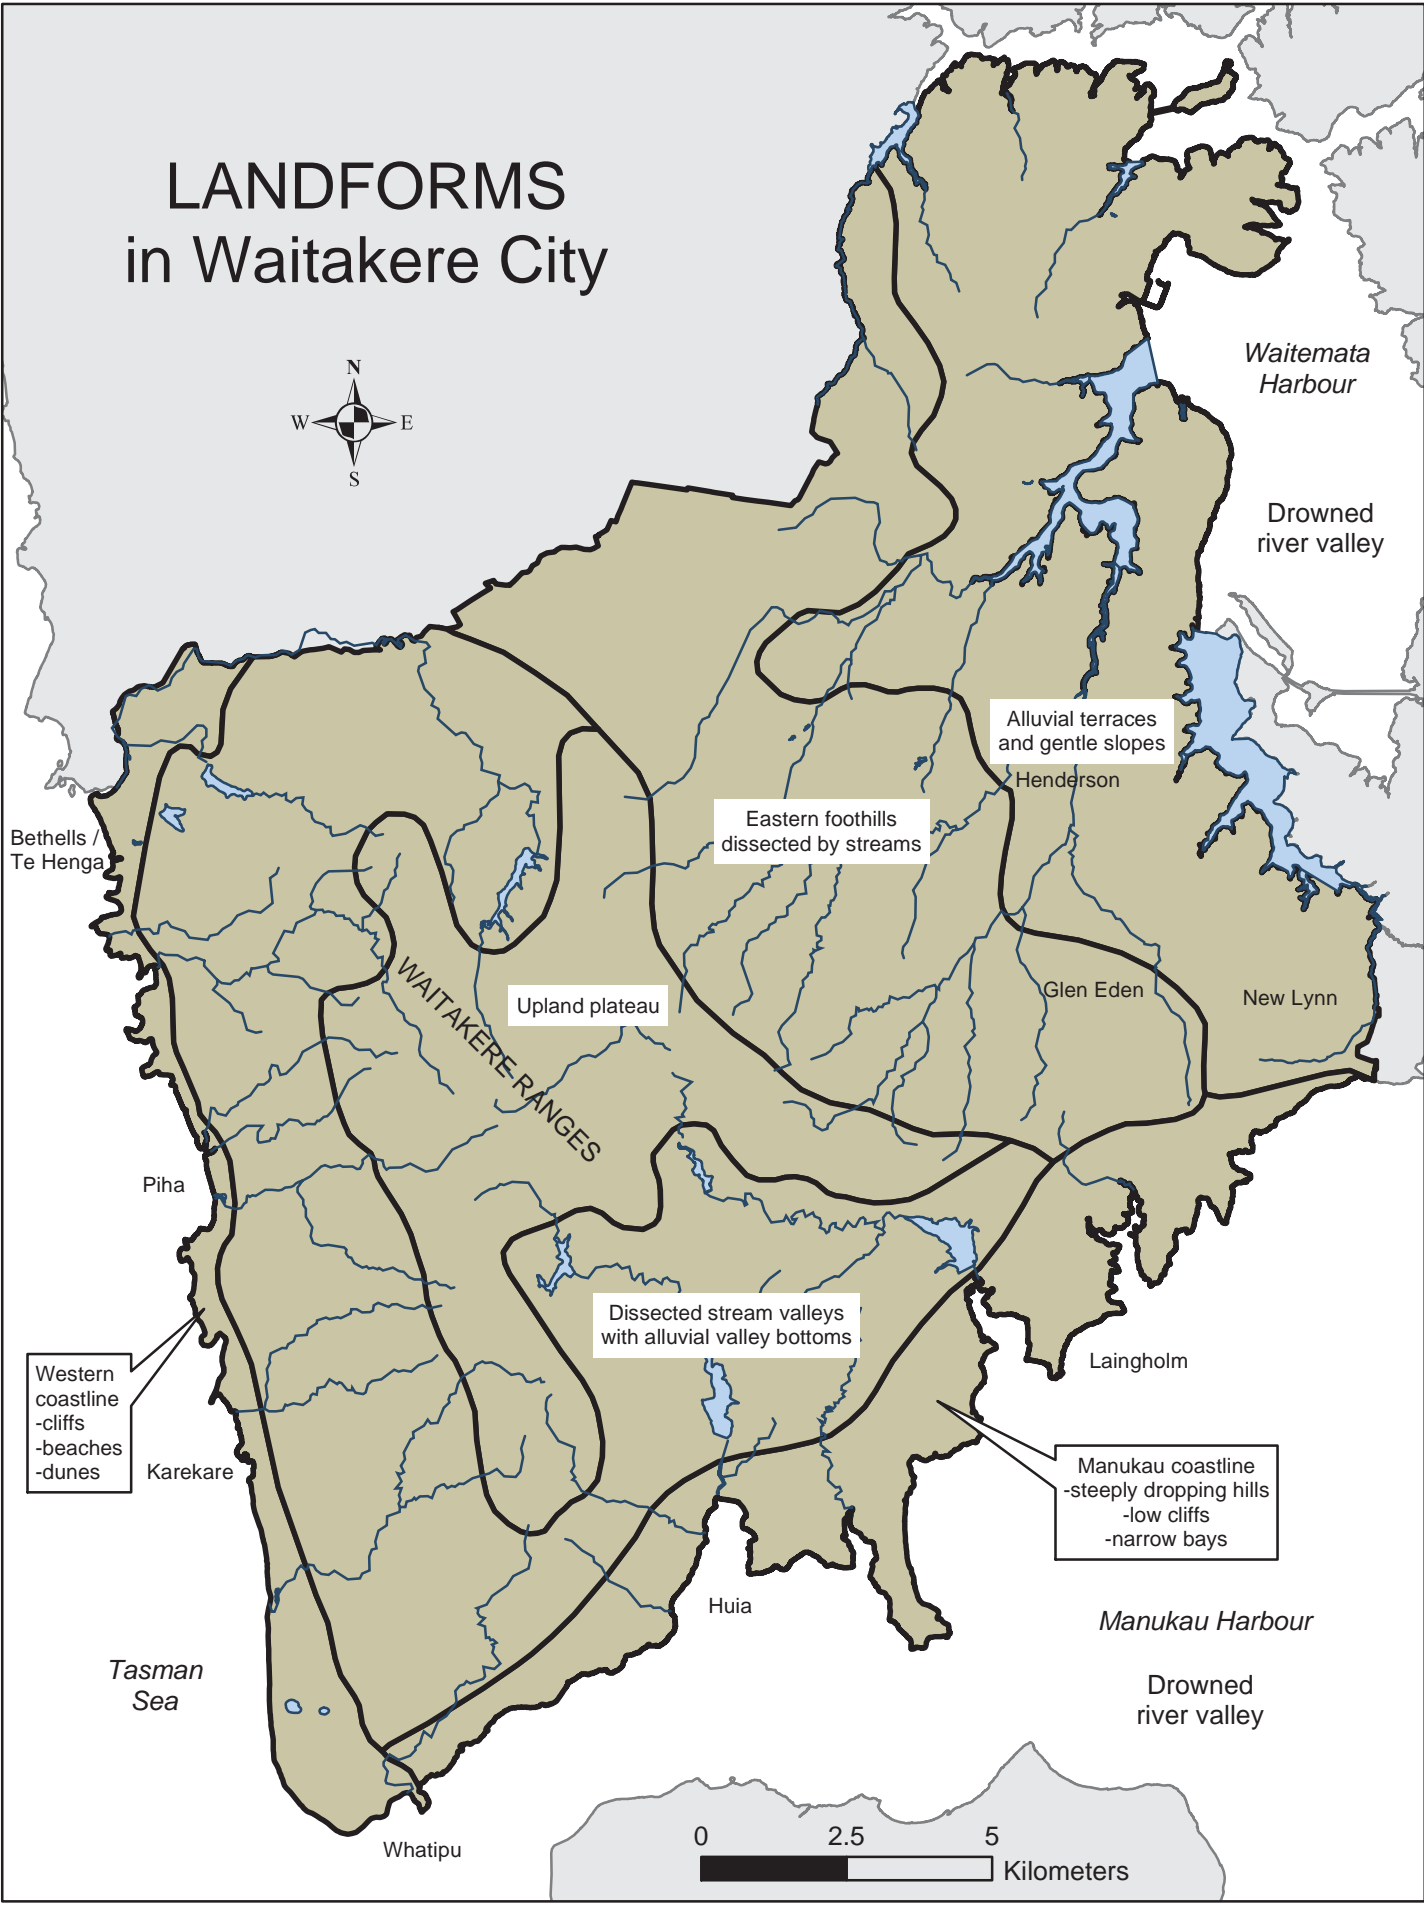 LANDFORMS
in Waitakere City
N
W
E
S
Waitemata
Harbour
Drowned
river valley
Alluvial terraces
and gentle slopes
Henderson
Eastern foothills
dissected by streams
Bethells /
Te Henga
WAITAKERE RANGES
Upland plateau
Glen Eden
New Lynn
Piha
Dissected stream valleys
with alluvial valley bottoms
Laingholm
Western
coastline
-cliffs
-beaches
-dunes
Karekare
Manukau coastline
-steeply dropping hills
-low cliffs
-narrow bays
Huia
Manukau Harbour
Tasman
Sea
Drowned
river valley
Whatipu
0
2.5
5
Kilometers